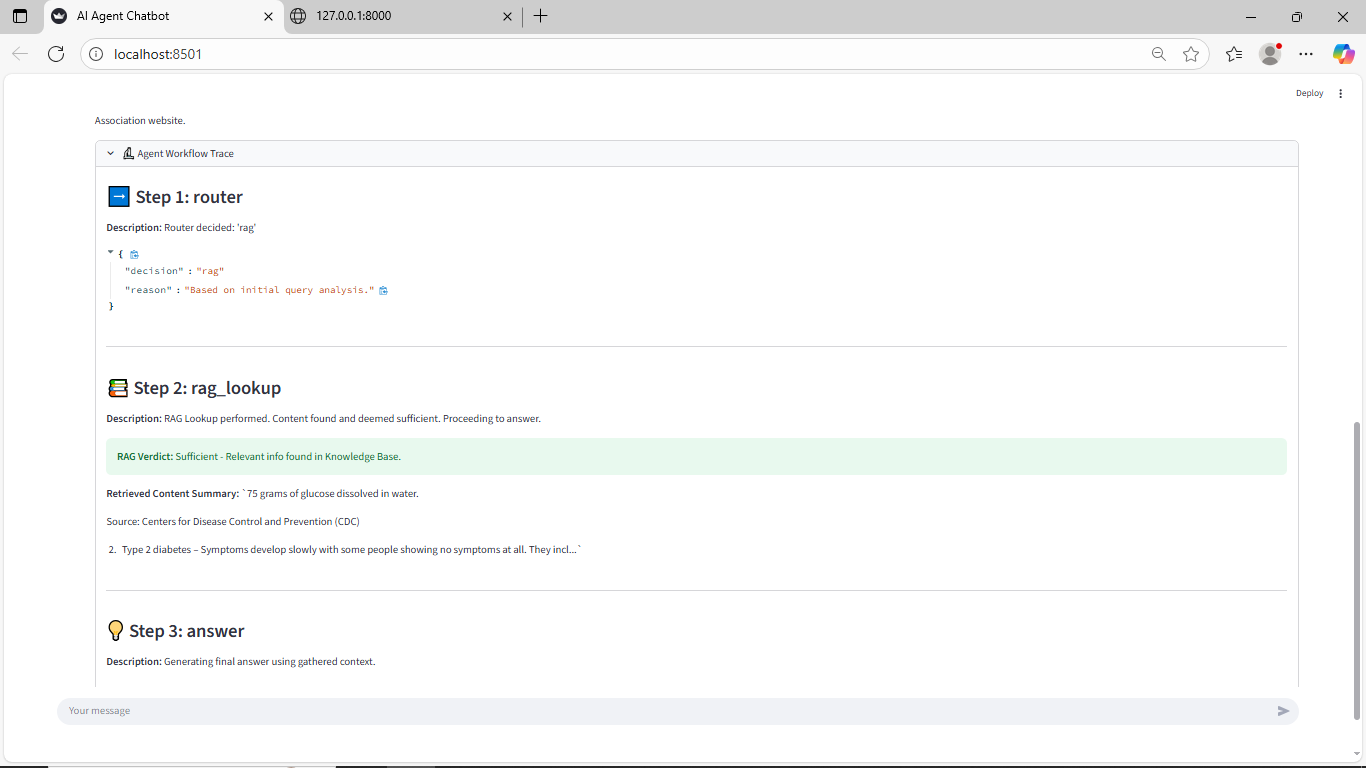 AI Agent Chatbot
127.0.0.1:8000
localhost:8501
Deploy
Association website.
Agent Workflow Trace
Step 1: router
Description: Router decided: 'rag'
{
"decision" : "rag"
"reason" : "Based on initial query analysis."
}
Step 2: rag_lookup
Description: RAG Lookup performed. Content found and deemed sufficient. Proceeding to answer.
RAG Verdict: Sufficient - Relevant info found in Knowledge Base.
Retrieved Content Summary: `75 grams of glucose dissolved in water.
Source: Centers for Disease Control and Prevention (CDC)
2. Type 2 diabetes – Symptoms develop slowly with some people showing no symptoms at all. They incl...`
Step 3: answer
Description: Generating final answer using gathered context.
Your message